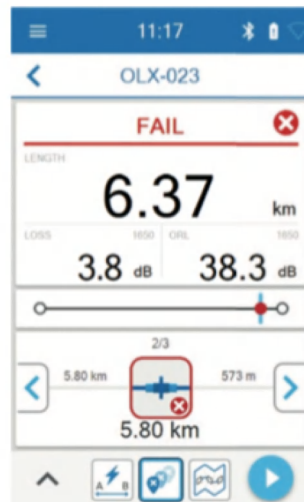 11:17
OLX-023
FAIL
LENGTH
6.37 km
LOSS 1650 ORL 1650
3.8 dB 38.3 dB
2/3
5.80 km 573 m
5.80 km
A B